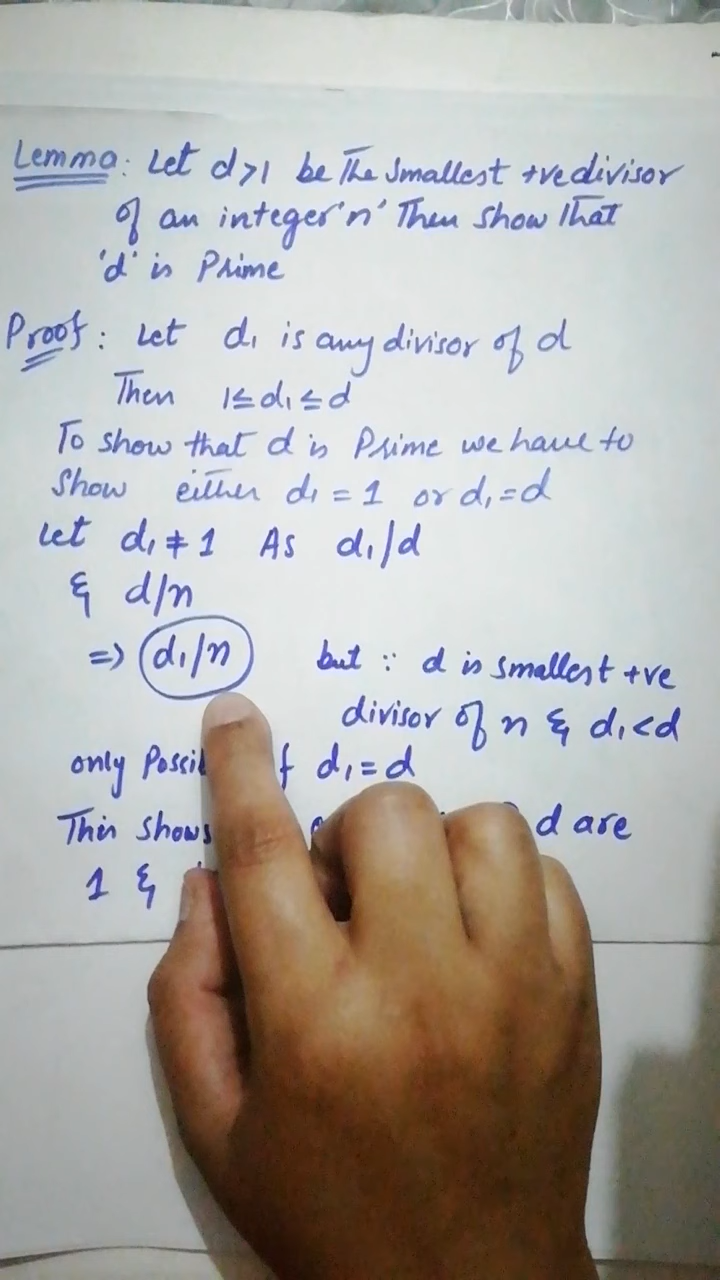 Lemma: Let d>1 be The Smallest +ve divisor
of an integer 'n' Then show That
'd' is Prime
Proof: Let d₁ is any divisor of d
Then 1≤d₁≤d
To show that d is Prime we have to
Show either d₁ = 1 or d₁=d
Let d₁ ≠ 1 As d₁/d
& d/n
=> d₁/n but ∵ d is smallest +ve
divisor of n & d₁<d
only f d₁=d
This shows d are
1 &